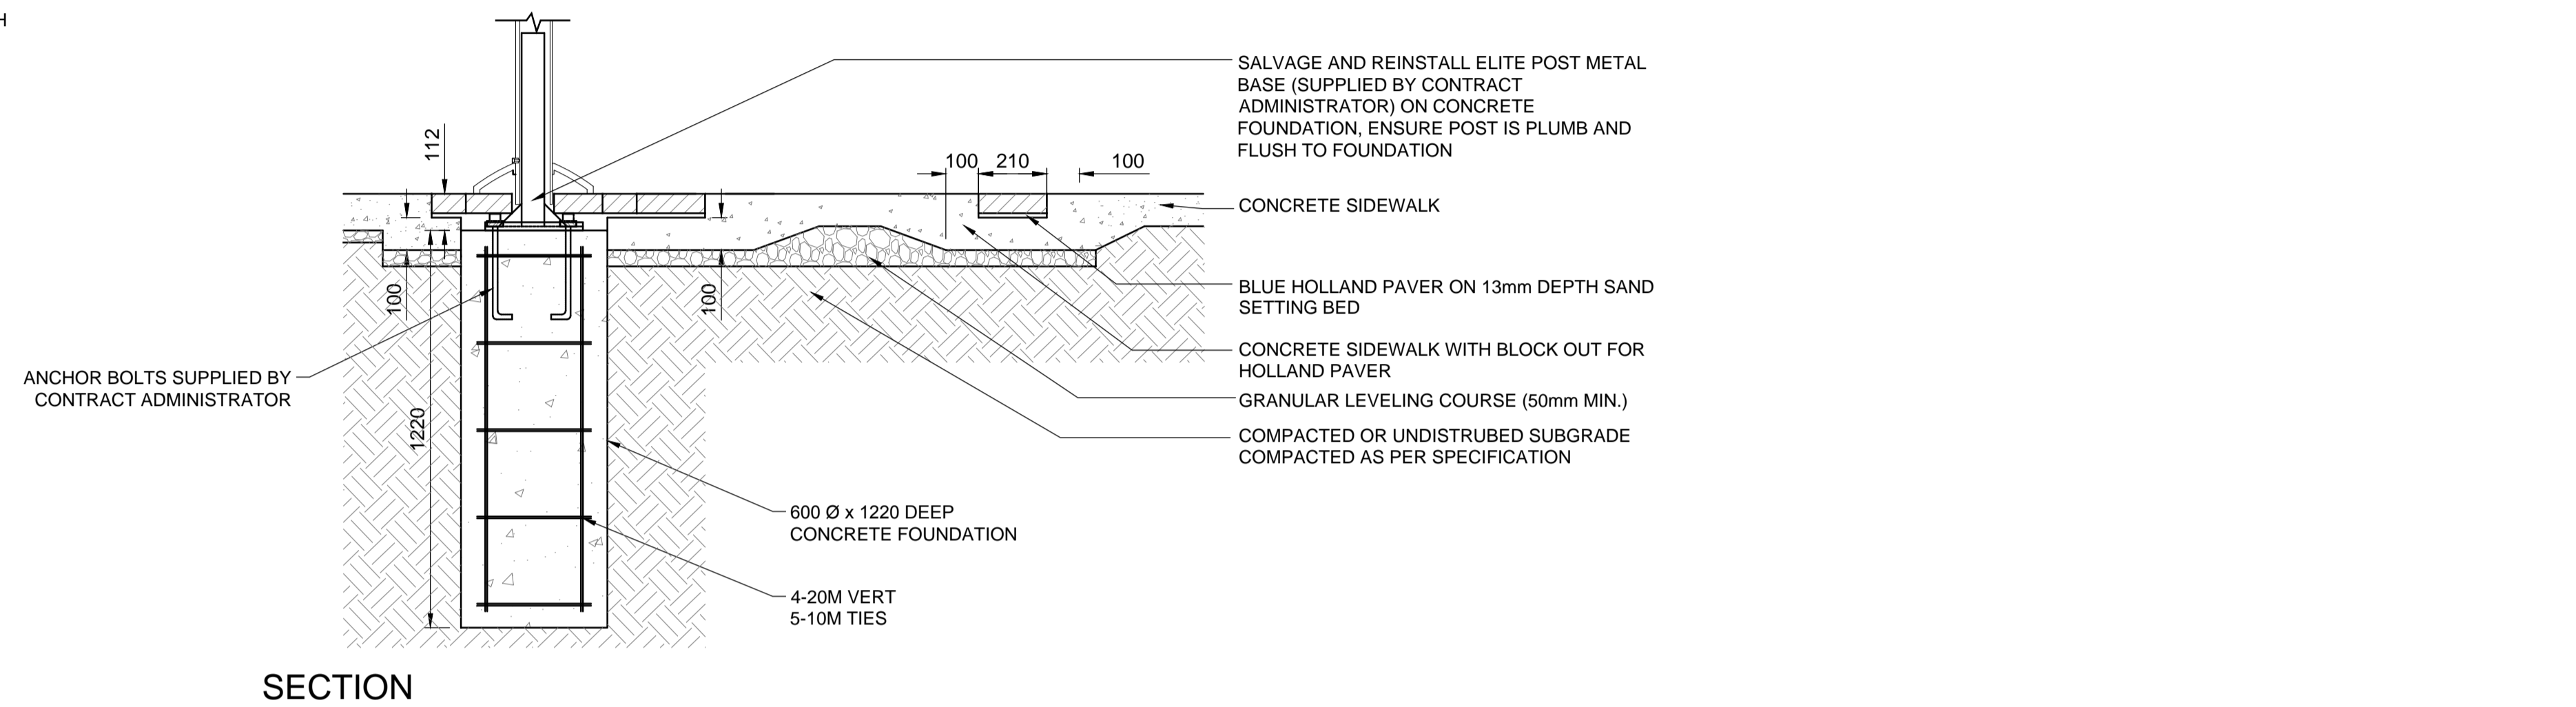 H
SALVAGE AND REINSTALL ELITE POST METAL
BASE (SUPPLIED BY CONTRACT
ADMINISTRATOR) ON CONCRETE
FOUNDATION, ENSURE POST IS PLUMB AND
FLUSH TO FOUNDATION
112
100 210 100
CONCRETE SIDEWALK
BLUE HOLLAND PAVER ON 13mm DEPTH SAND
SETTING BED
100
100
CONCRETE SIDEWALK WITH BLOCK OUT FOR
HOLLAND PAVER
ANCHOR BOLTS SUPPLIED BY
CONTRACT ADMINISTRATOR
GRANULAR LEVELING COURSE (50mm MIN.)
1220
COMPACTED OR UNDISTRUBED SUBGRADE
COMPACTED AS PER SPECIFICATION
600 Ø x 1220 DEEP
CONCRETE FOUNDATION
4-20M VERT
5-10M TIES
SECTION